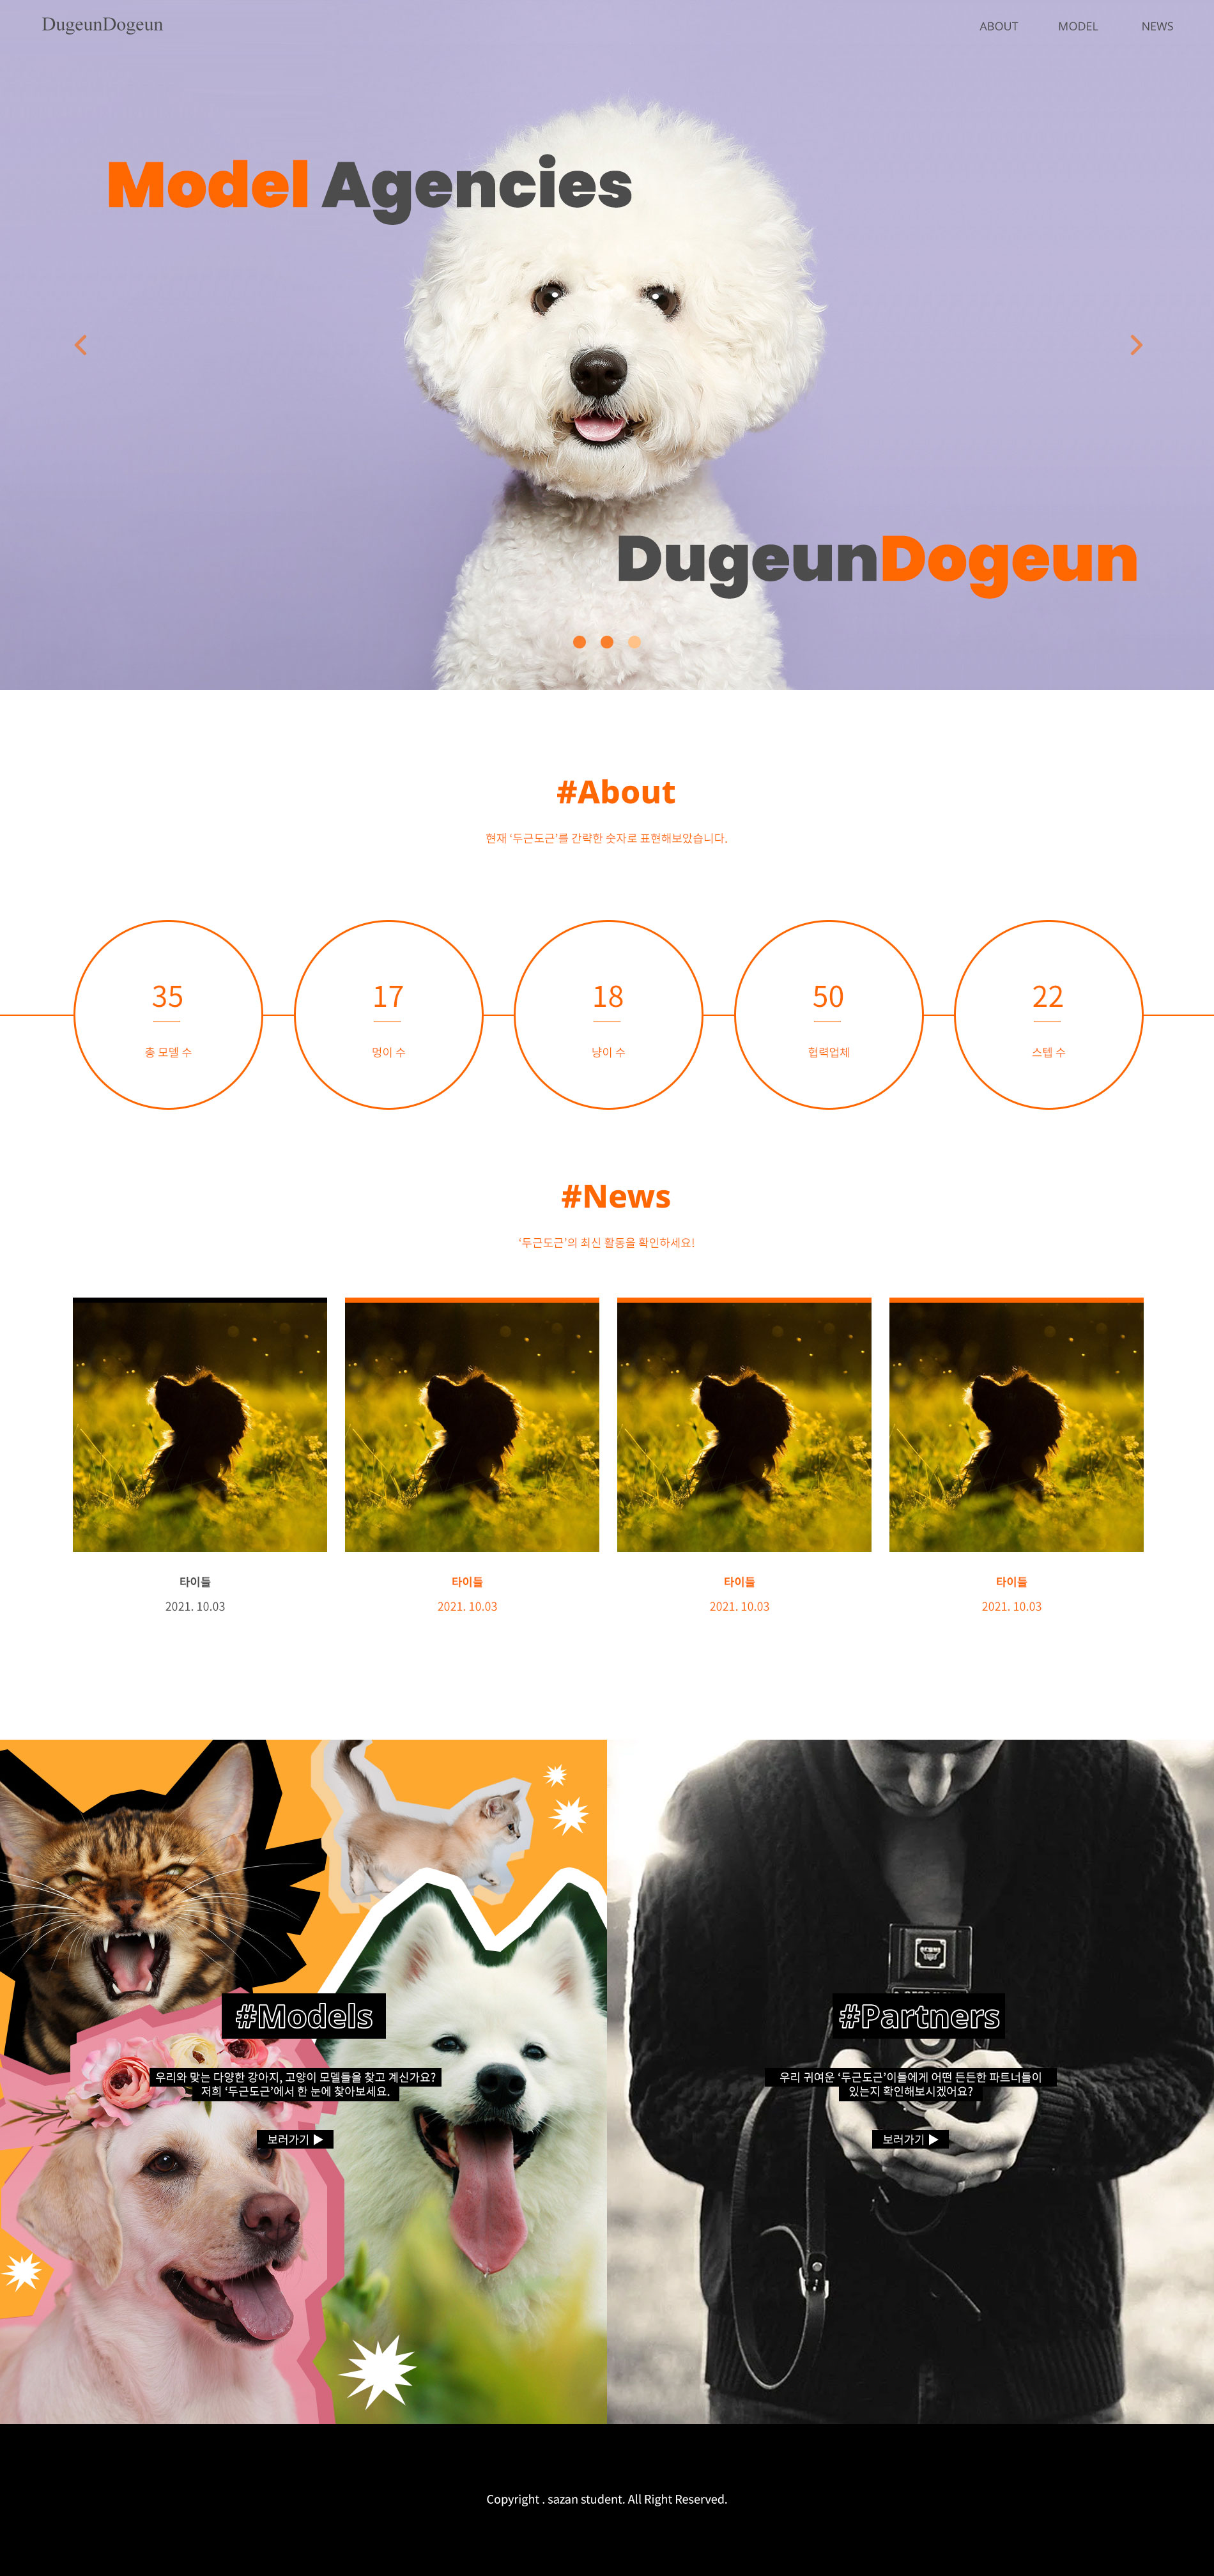 DugeunDogeun
ABOUT MODEL NEWS
Model Agencies
DugeunDogeun
#About
현재 ‘두근도근’를 간략한 숫자로 표현해보았습니다.
35 17 18 50 22
총 모델 수 멍이 수 냥이 수 협력업체 스텝 수
#News
‘두근도근’의 최신 활동을 확인하세요!
타이틀 타이틀 타이틀 타이틀
2021. 10.03 2021. 10.03 2021. 10.03 2021. 10.03
#Models
우리와 맞는 다양한 강아지, 고양이 모델들을 찾고 계신가요?
저희 ‘두근도근’에서 한 눈에 찾아보세요.
보러가기 ▶
#Partners
우리 귀여운 ‘두근도근’이들에게 어떤 든든한 파트너들이
있는지 확인해보시겠어요?
보러가기 ▶
Copyright . sazan student. All Right Reserved.